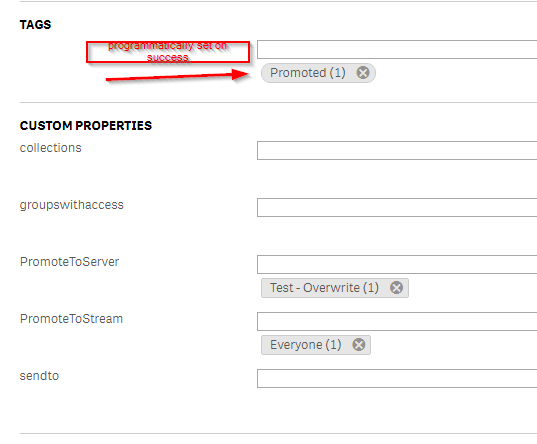 TAGS
programmatically set on
success
Promoted (1)
CUSTOM PROPERTIES
collections
groupswithaccess
PromoteToServer
Test - Overwrite (1)
PromoteToStream
Everyone (1)
sendto